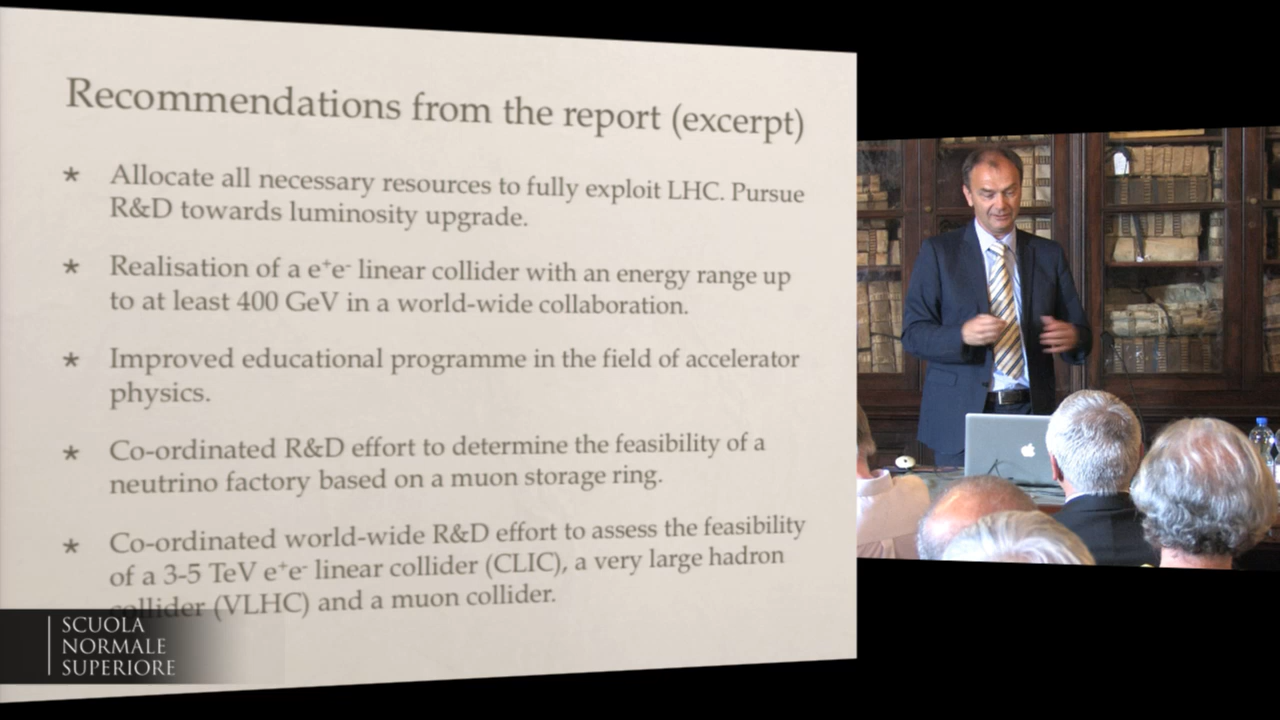 Recommendations from the report (excerpt)
* Allocate all necessary resources to fully exploit LHC. Pursue
R&D towards luminosity upgrade.
* Realisation of a e⁺e⁻ linear collider with an energy range up
to at least 400 GeV in a world-wide collaboration.
* Improved educational programme in the field of accelerator
physics.
* Co-ordinated R&D effort to determine the feasibility of a
neutrino factory based on a muon storage ring.
* Co-ordinated world-wide R&D effort to assess the feasibility
of a 3-5 TeV e⁺e⁻ linear collider (CLIC), a very large hadron
collider (VLHC) and a muon collider.
SCUOLA
NORMALE
SUPERIORE